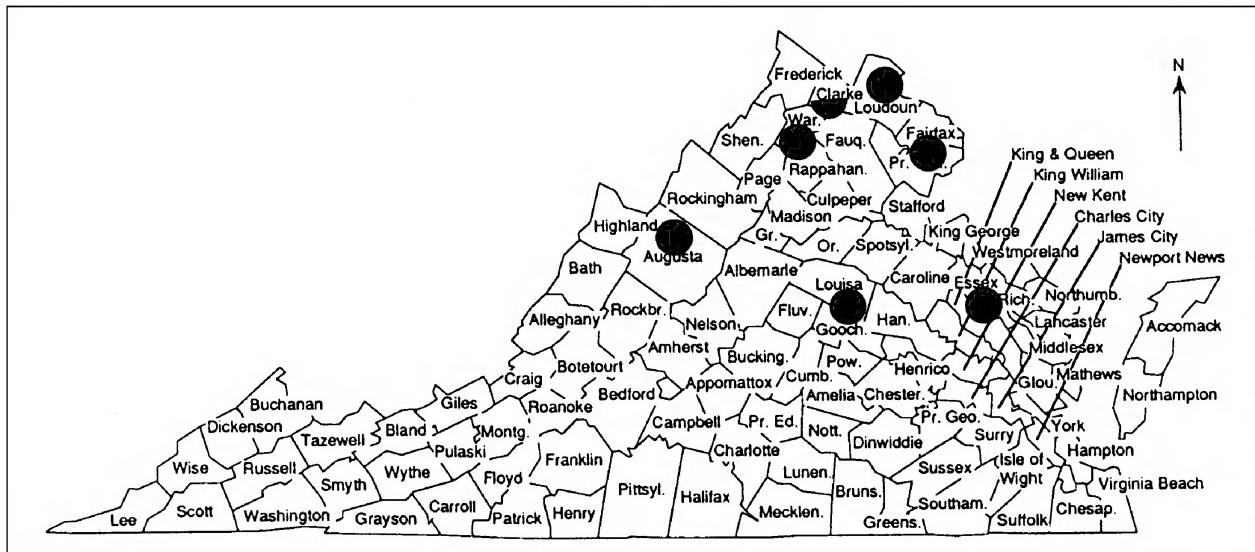 N
Frederick
Clarke
Loudoun
War.
Fairfax
Shen.
Fauq.
Pr.
King & Queen
Rappahan.
King William
Page
New Kent
Rockingham
Culpeper
Stafford
Madison
Charles City
Highland
Gr.
Or.
Spotsyl.
King George
James City
Westmoreland
Newport News
Augusta
Bath
Albemarle
Caroline
Essex
Louisa
Rich.
Northumb.
Rockbr.
Fluv.
Han.
Lancaster
Accomack
Alleghany
Nelson
Gooch.
Amherst
Bucking.
Middlesex
Pow.
Botetourt
Henrico
Craig
Cumb.
Glou.
Mathews
Appomattox
Bedford
Amelia
Chester.
Northampton
Buchanan
Giles
Roanoke
Dickenson
Bland
Montg.
Campbell
Pr. Ed.
Nott.
Pr. Geo.
York
Tazewell
Surry
Dinwiddie
Pulaski
Charlotte
Hampton
Wise
Russell
Wythe
Franklin
Lunen.
Sussex
Isle of
Wight
Smyth
Floyd
Virginia Beach
Pittsyl.
Halifax
Bruns.
Southam.
Carroll
Chesap.
Lee
Scott
Washington
Grayson
Patrick
Henry
Mecklen.
Greens.
Suffolk